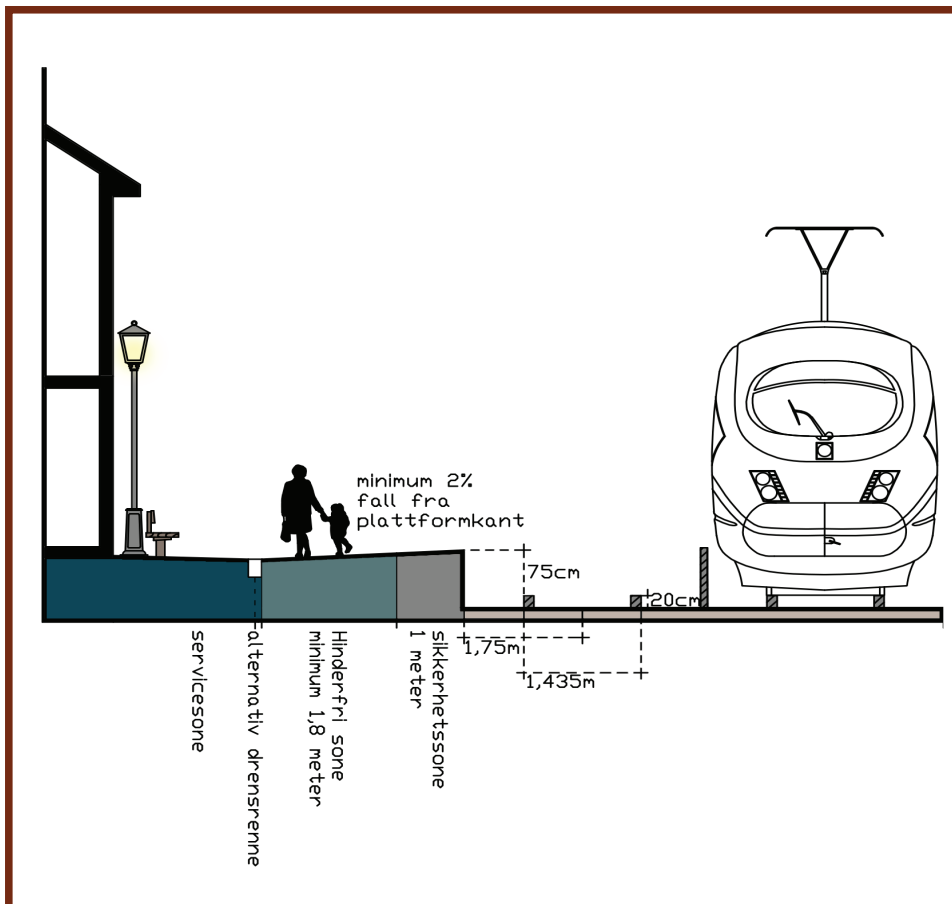 minimum 2%
fall fra
plattformkant
75cm
20cm
1,75m
1,435m
servicesone
alternativ drensrenne
Hinderfri sone
minimum 1,8 meter
sikkerhetssone
1 meter